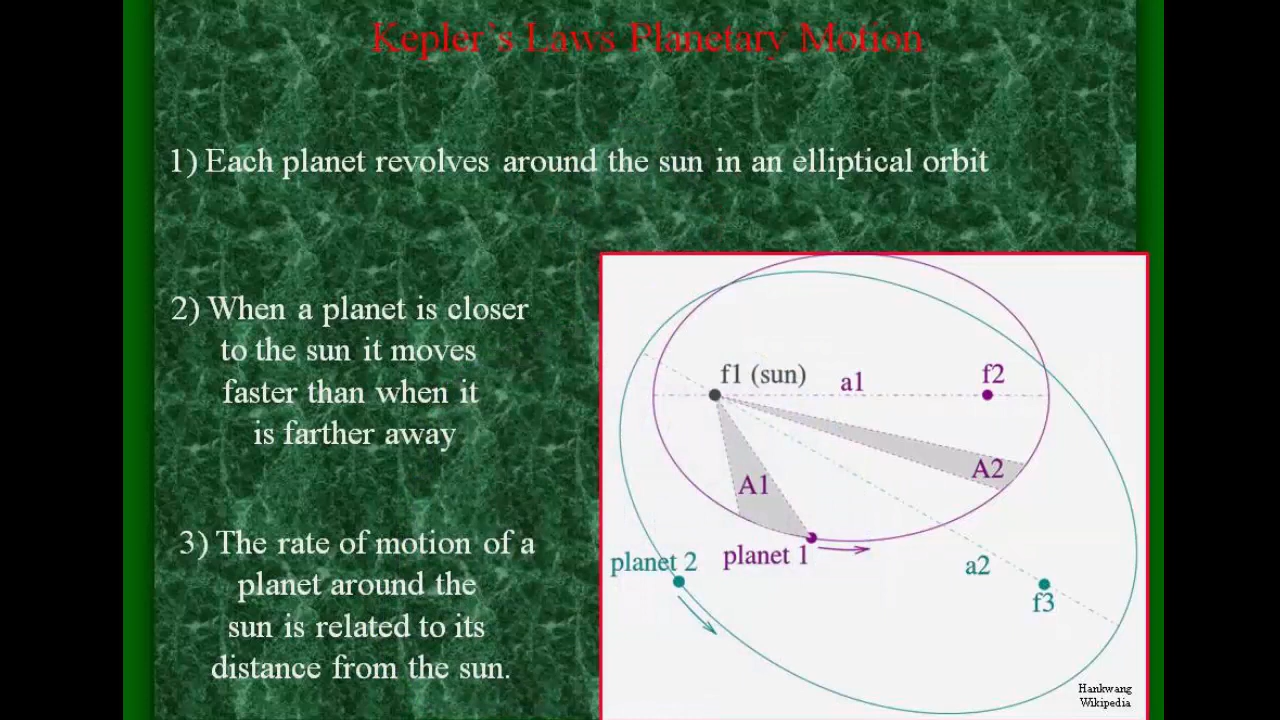 Kepler`s Laws Planetary Motion
1) Each planet revolves around the sun in an elliptical orbit
2) When a planet is closer
to the sun it moves
faster than when it
is farther away
3) The rate of motion of a
planet around the
sun is related to its
distance from the sun.
f1 (sun)
a1
f2
A1
A2
planet 1
planet 2
a2
f3
Hankwang
Wikipedia